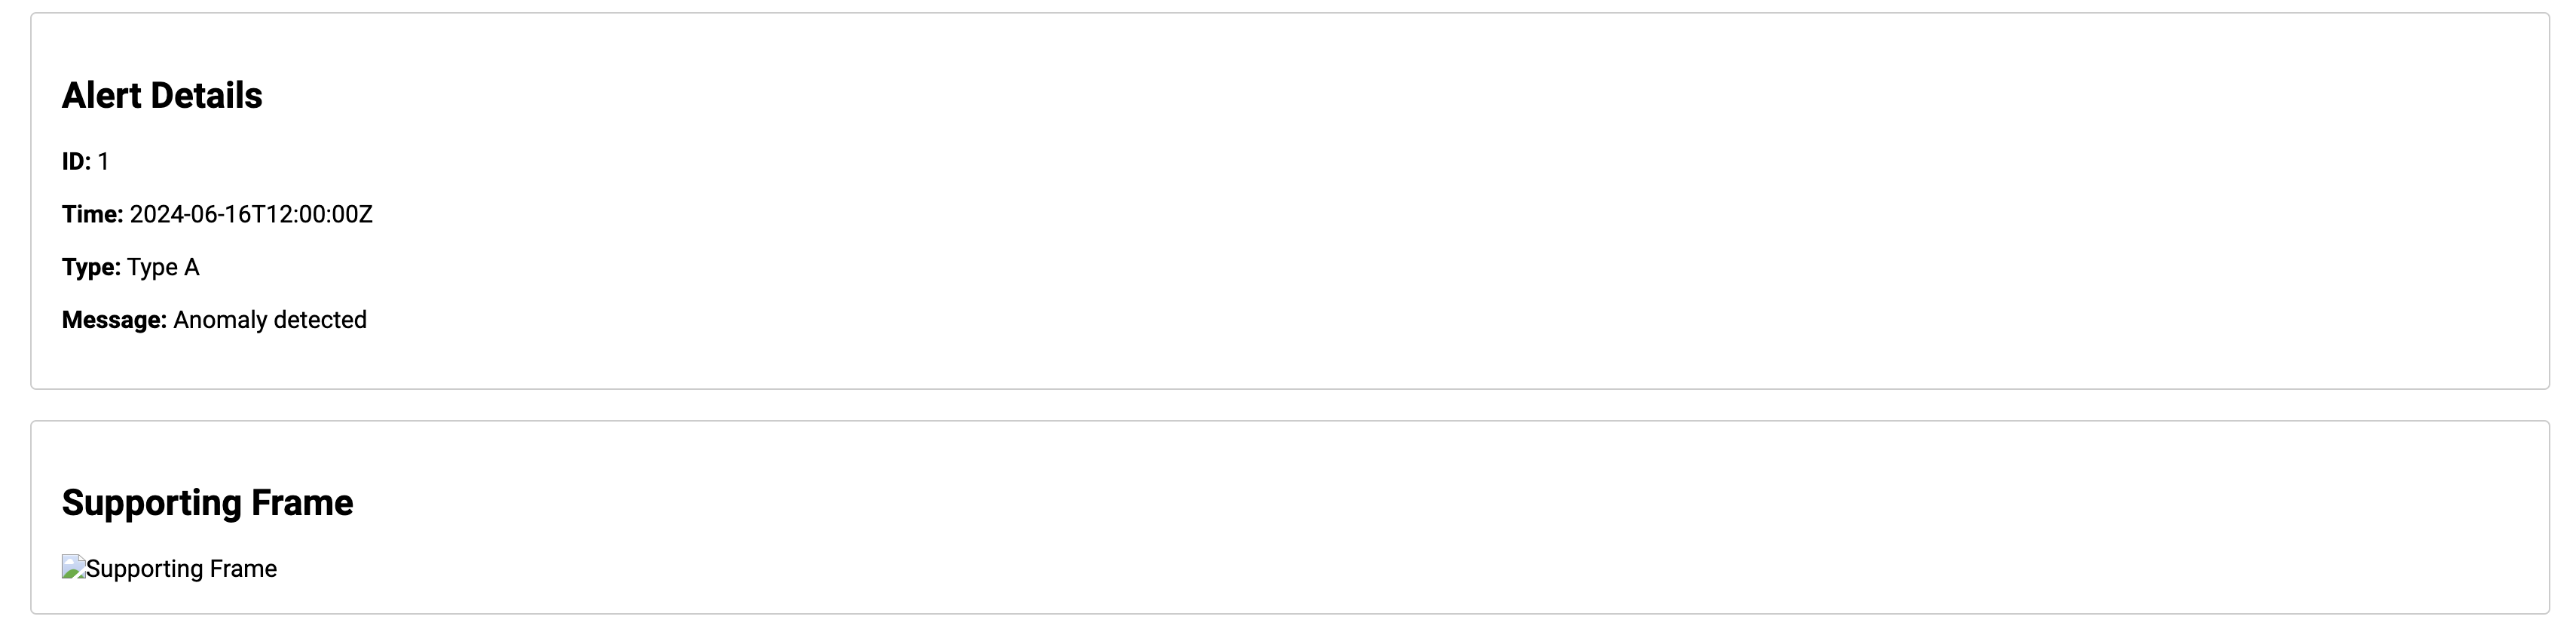 Alert Details
ID: 1
Time: 2024-06-16T12:00:00Z
Type: Type A
Message: Anomaly detected
Supporting Frame
Supporting Frame